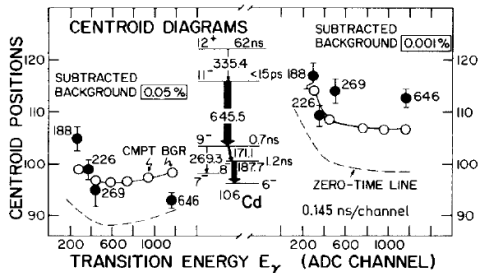 CENTROID DIAGRAMS
CENTROID POSITIONS
120
110
100
90
SUBTRACTED
BACKGROUND 0.05 %
188
226
269
646
CMPT BGR
200 600 1000
12+ 62ns
335.4
11- <15ps
645.5
9- 0.7ns
171.1
269.3 1.2ns
8 187.7
7- 6-
106Cd
SUBTRACTED
BACKGROUND 0.001 %
188
269
226
646
ZERO-TIME LINE
0.145 ns/channel
120
110
100
90
200 600 1000
TRANSITION ENERGY Eγ (ADC CHANNEL)